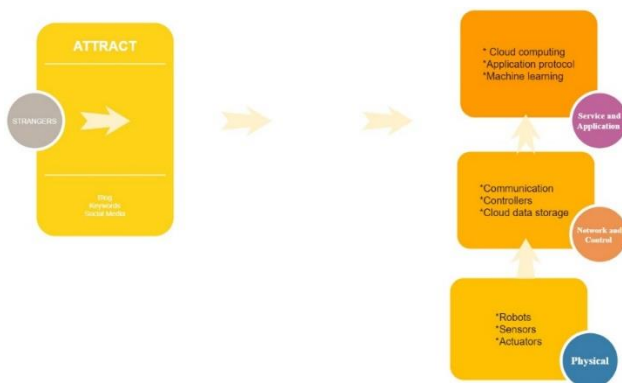 ATTRACT
STRANGERS
Blog
Keywords
Social Media
* Cloud computing
*Application protocol
*Machine learning
Service and
Application
*Communication
*Controllers
*Cloud data storage
Network and
Control
*Robots
*Sensors
*Actuators
Physical